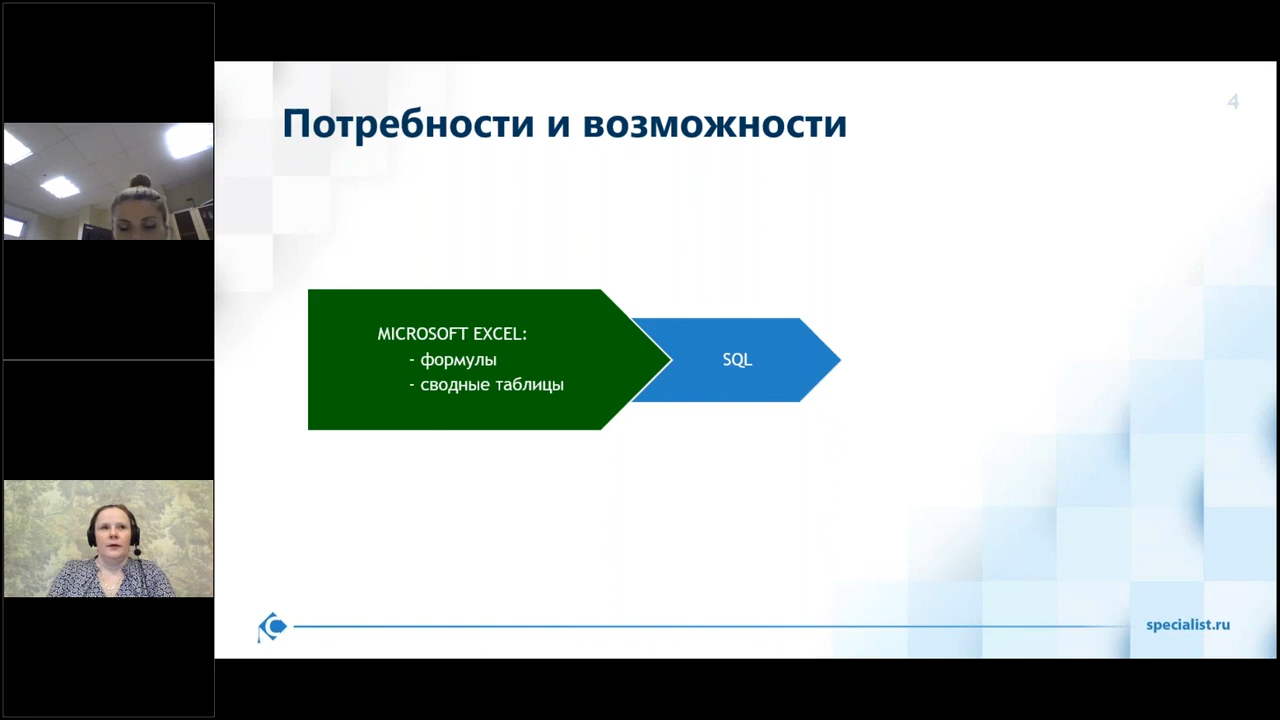 4
Потребности и возможности
MICROSOFT EXCEL:
- формулы
- сводные таблицы
SQL
specialist.ru